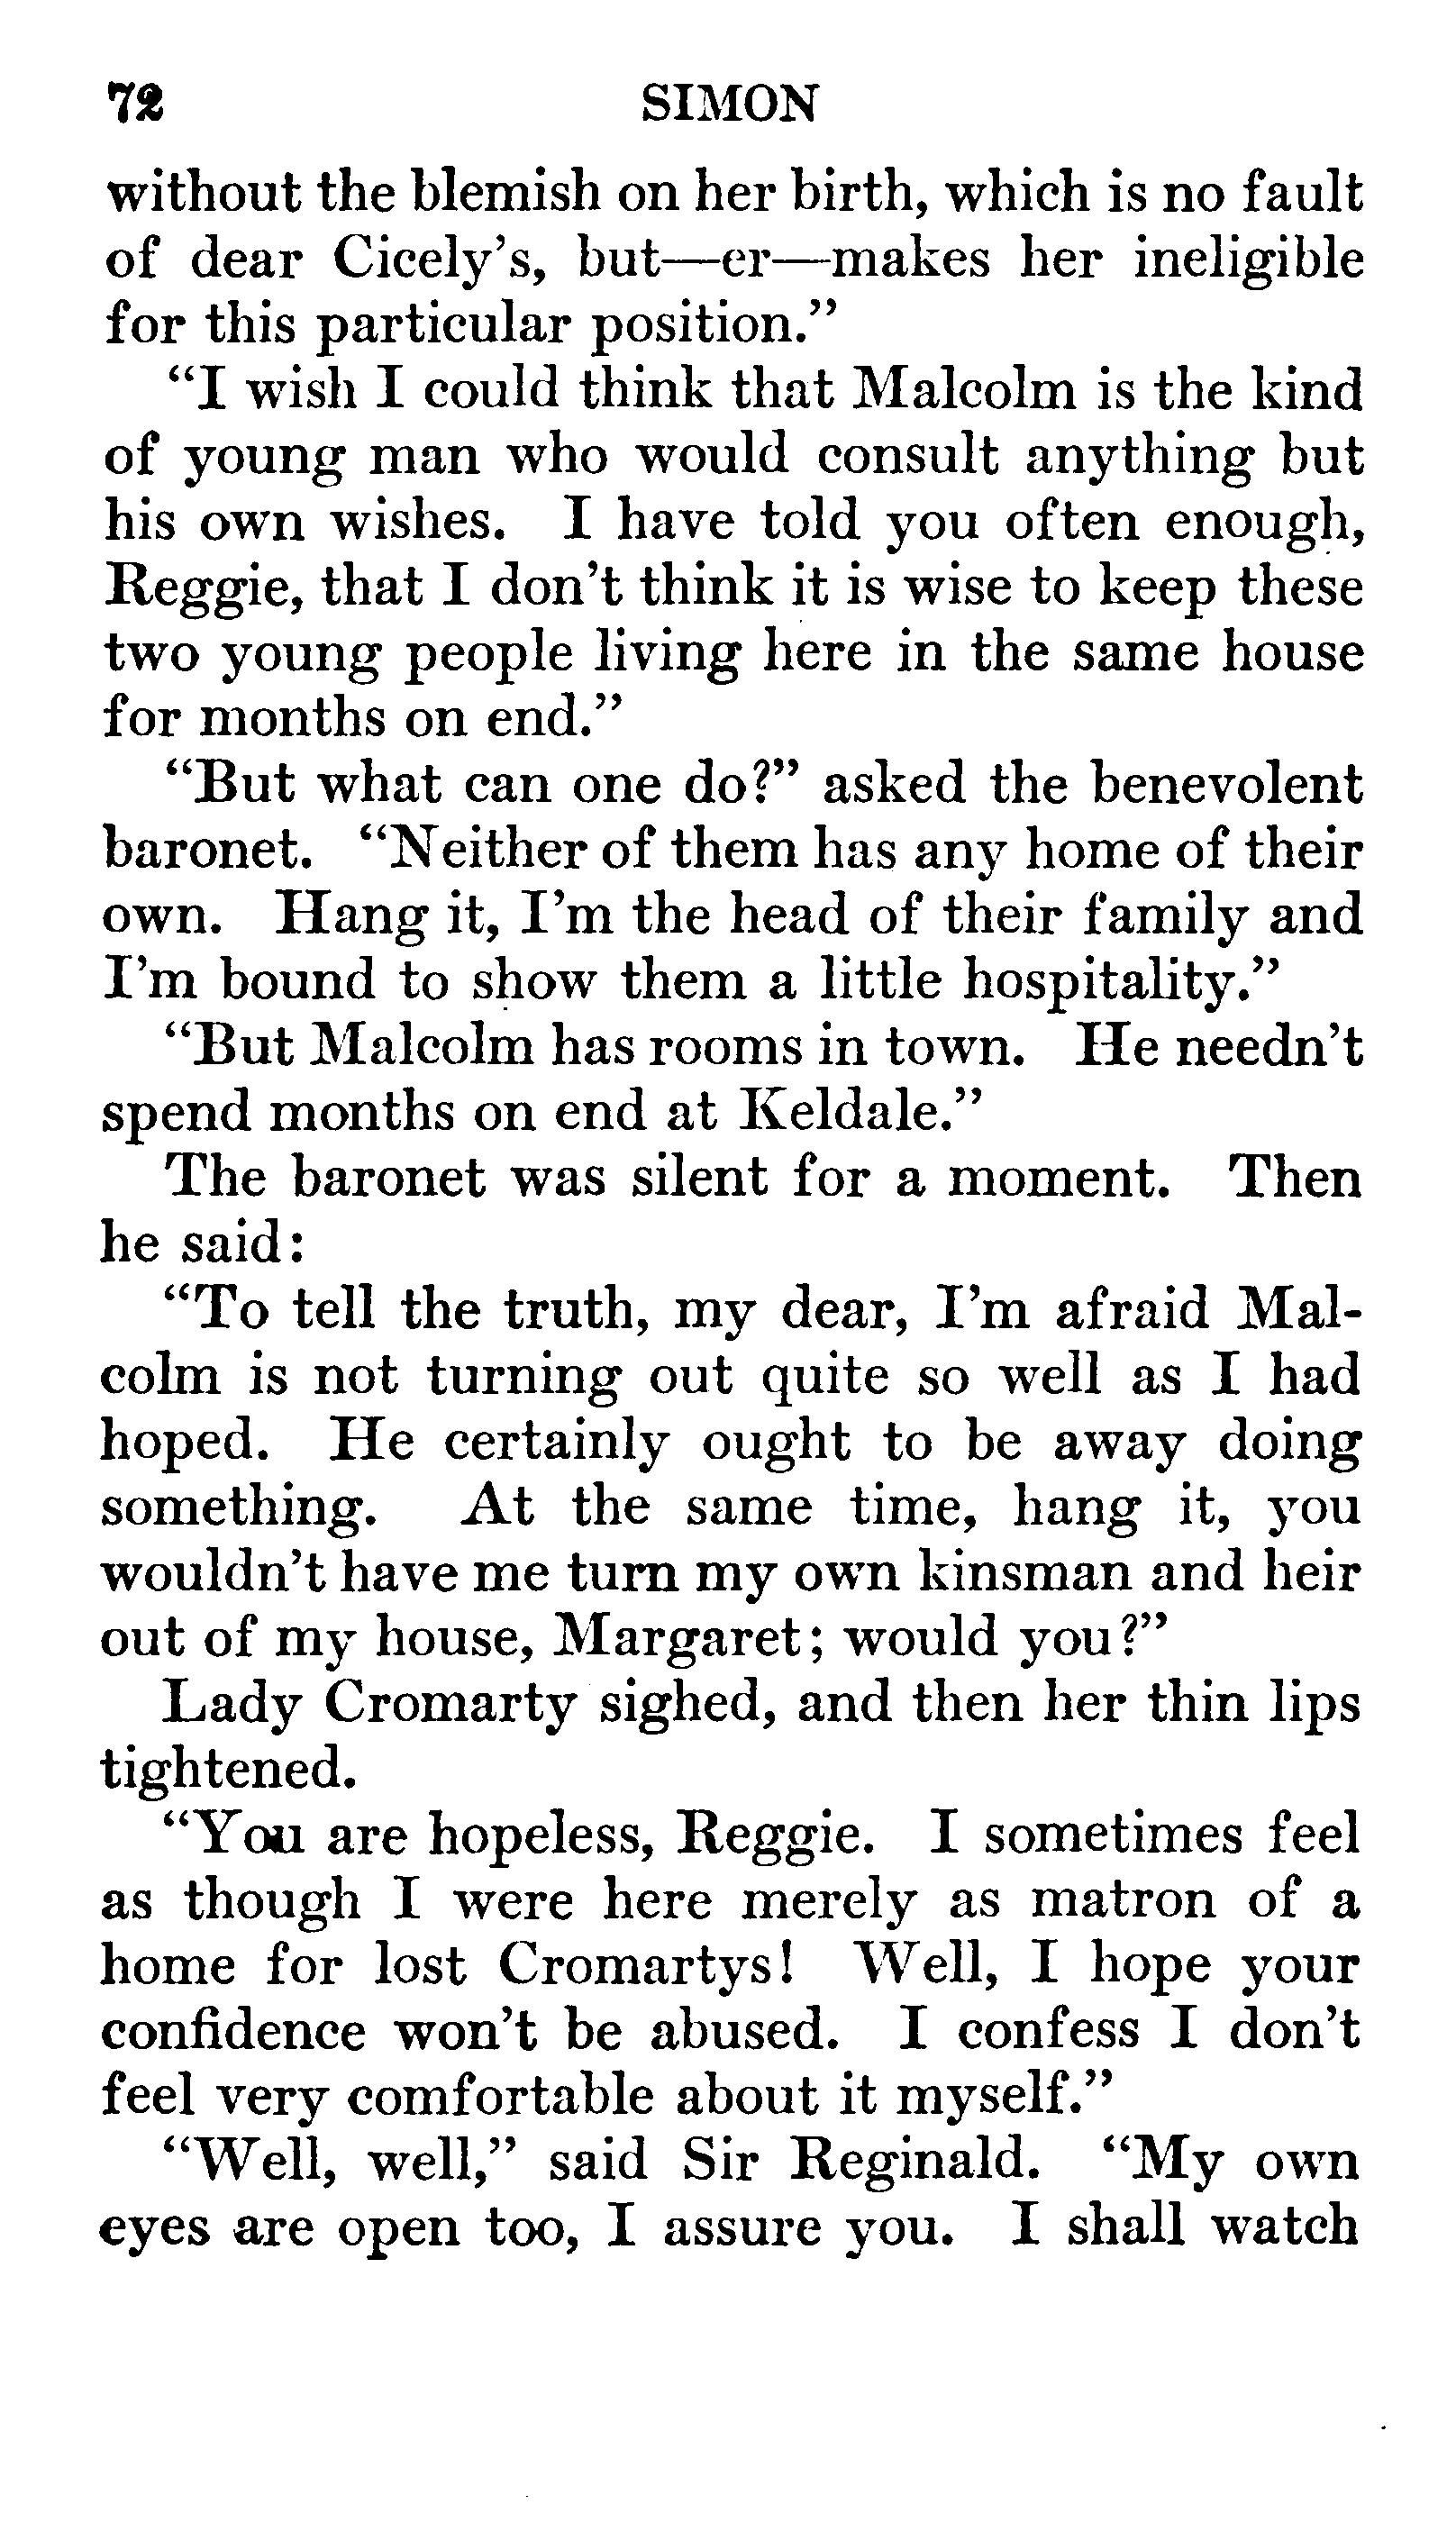 72 SIMON
without the blemish on her birth, which is no fault
of dear Cicely's, but—er—makes her ineligible
for this particular position."
"I wish I could think that Malcolm is the kind
of young man who would consult anything but
his own wishes. I have told you often enough,
Reggie, that I don't think it is wise to keep these
two young people living here in the same house
for months on end."
"But what can one do?" asked the benevolent
baronet. "Neither of them has any home of their
own. Hang it, I'm the head of their family and
I'm bound to show them a little hospitality."
"But Malcolm has rooms in town. He needn't
spend months on end at Keldale."
The baronet was silent for a moment. Then
he said:
"To tell the truth, my dear, I'm afraid Mal-
colm is not turning out quite so well as I had
hoped. He certainly ought to be away doing
something. At the same time, hang it, you
wouldn't have me turn my own kinsman and heir
out of my house, Margaret; would you?"
Lady Cromarty sighed, and then her thin lips
tightened.
"You are hopeless, Reggie. I sometimes feel
as though I were here merely as matron of a
home for lost Cromartys! Well, I hope your
confidence won't be abused. I confess I don't
feel very comfortable about it myself."
"Well, well," said Sir Reginald. "My own
eyes are open too, I assure you. I shall watch